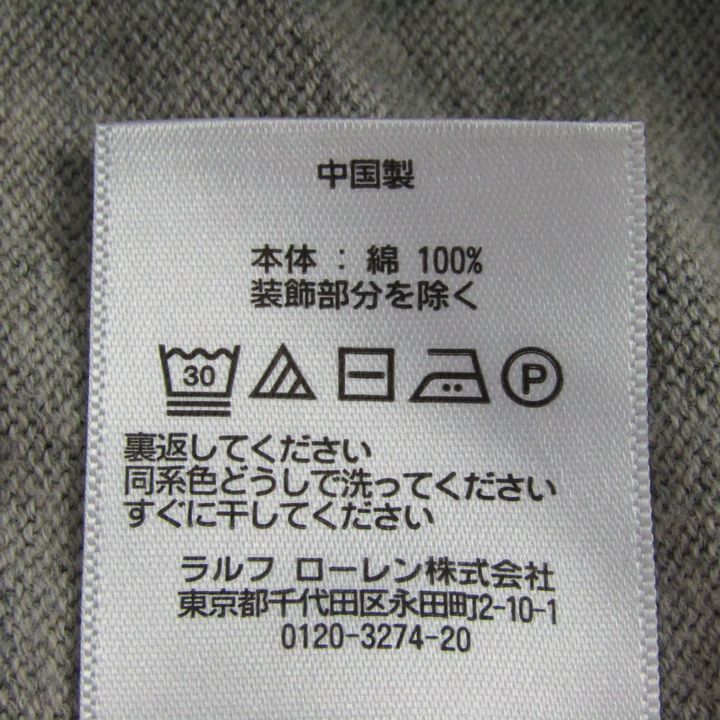 中国製
本体 : 綿 100%
装飾部分を除く
30 P
裏返してください
同系色どうしで洗ってください
すぐに干してください
ラルフ ローレン株式会社
東京都千代田区永田町2-10-1
0120-3274-20